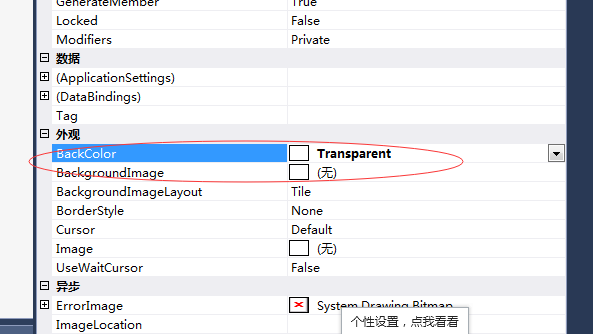 GenerateMember True
Locked False
Modifiers Private
数据
(ApplicationSettings)
(DataBindings)
Tag
外观
BackColor Transparent
BackgroundImage (无)
BackgroundImageLayout Tile
BorderStyle None
Cursor Default
Image (无)
UseWaitCursor False
异步
ErrorImage System.Drawing.Bitmap
个性设置，点我看看
ImageLocation